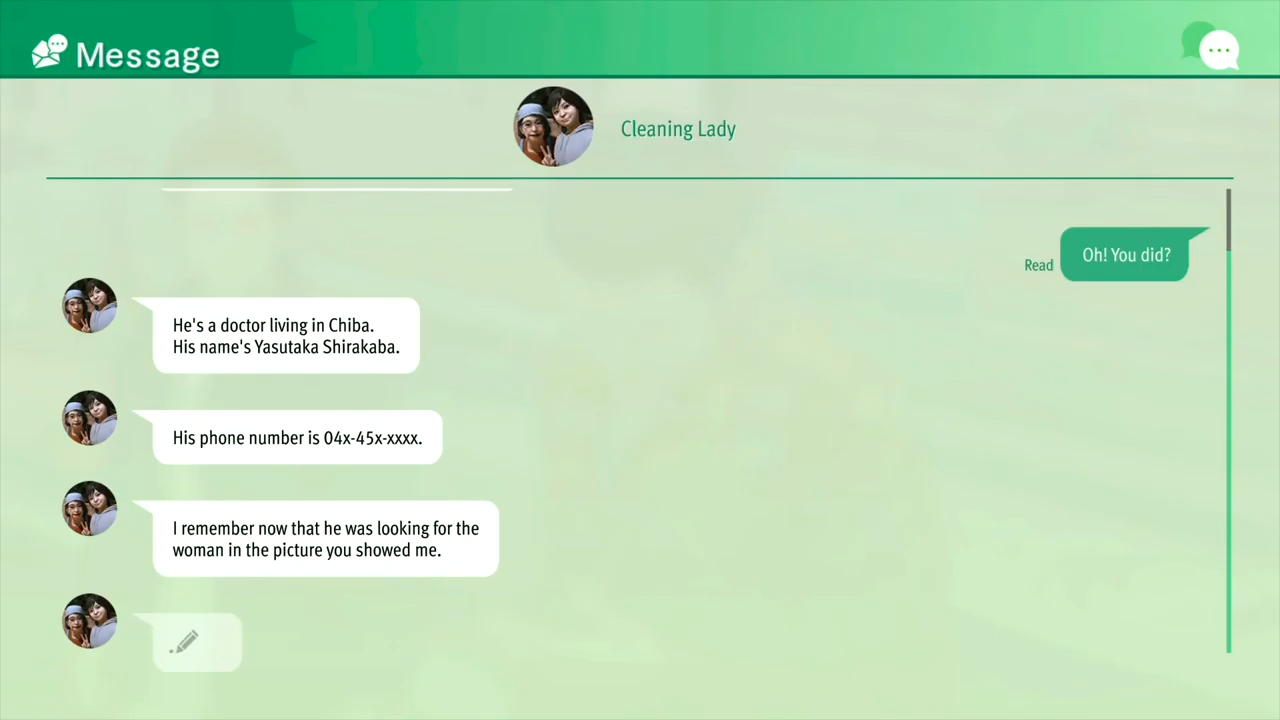 Message
Cleaning Lady
Oh! You did?
Read
He's a doctor living in Chiba.
His name's Yasutaka Shirakaba.
His phone number is 04x-45x-xxxx.
I remember now that he was looking for the
woman in the picture you showed me.